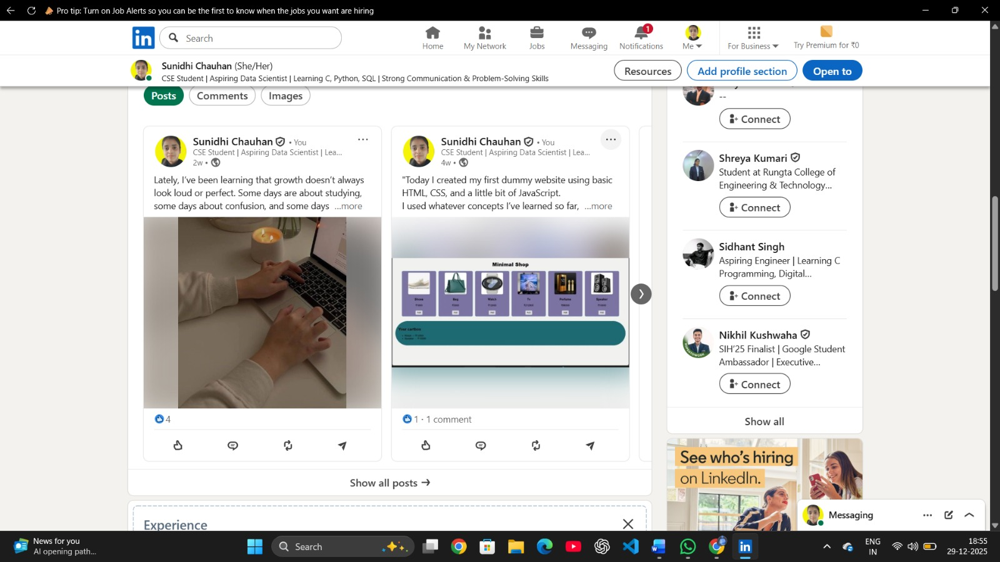 Pro tip: Turn on Job Alerts so you can be the first to know when the jobs you want are hiring
in
Search
Home
My Network
Jobs
Messaging
1
Notifications
Me
For Business
Try Premium for ₹0
Sunidhi Chauhan (She/Her)
CSE Student | Aspiring Data Scientist | Learning C, Python, SQL | Strong Communication & Problem-Solving Skills
Resources
Add profile section
Open to
Posts
Comments
Images
Sunidhi Chauhan • You
CSE Student | Aspiring Data Scientist | Lea...
2w •
Lately, I’ve been learning that growth doesn’t always
look loud or perfect. Some days are about studying,
some days about confusion, and some days ...more
4
Sunidhi Chauhan • You
CSE Student | Aspiring Data Scientist | Lea...
4w •
"Today I created my first dummy website using basic
HTML, CSS, and a little bit of JavaScript.
I used whatever concepts I’ve learned so far, ...more
Minimal Shop
Bag
Watch
Tv
Perfume
Speaker
Your cartbox
1 · 1 comment
Show all posts →
Experience
--
Connect
Shreya Kumari
Student at Rungta College of
Engineering & Technology...
Connect
Sidhant Singh
Aspiring Engineer | Learning C
Programming, Digital...
Connect
Nikhil Kushwaha
SIH’25 Finalist | Google Student
Ambassador | Executive...
Connect
Show all
See who’s hiring
on LinkedIn.
Messaging
News for you
AI opening path...
Search
ENG
IN
18:55
29-12-2025